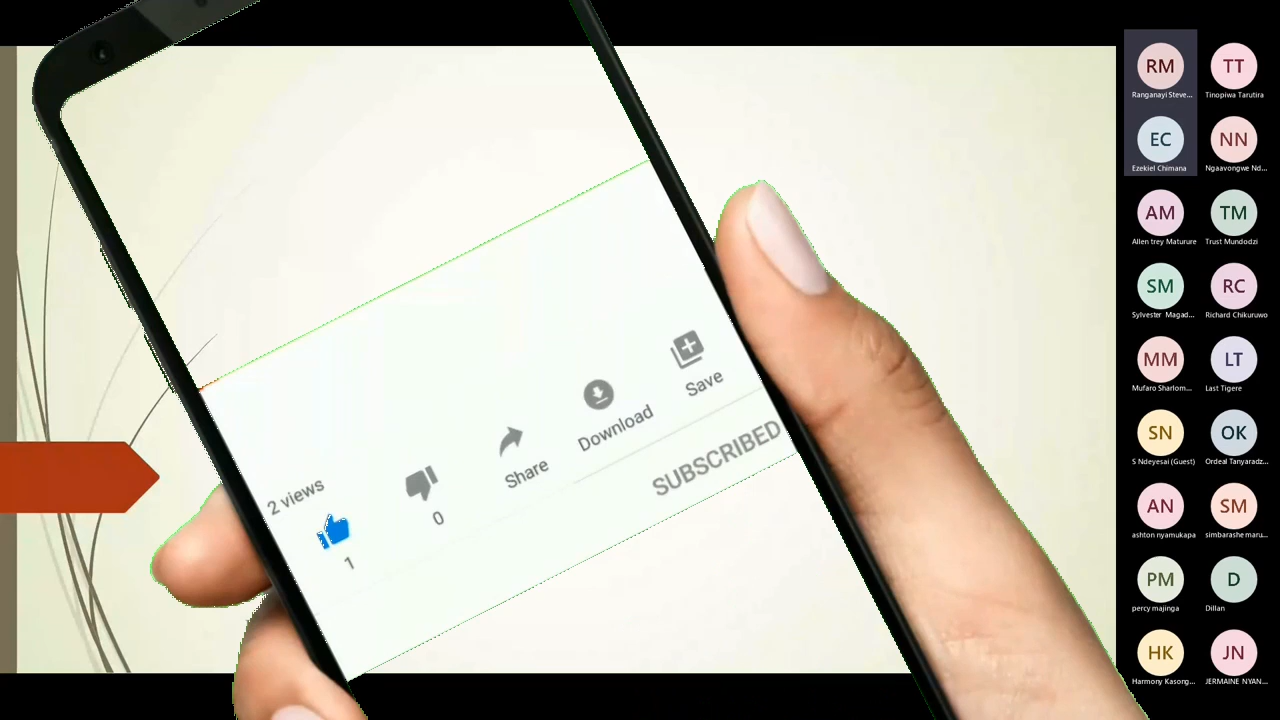 2 views
1
0
Share
Download
Save
SUBSCRIBED
RM
Ranganayi Steve...
TT
Tinopiwa Tarutira
EC
Ezekiel Chimana
NN
Ngaavongwe Nd...
AM
Allen trey Maturure
TM
Trust Mundodzi
SM
Sylvester Magad...
RC
Richard Chikuruwo
MM
Mufaro Sharlom...
LT
Last Tigere
SN
S Ndeyesai (Guest)
OK
Ordeal Tanyaradz...
AN
ashton nyamukapa
SM
simbarashe maru...
PM
percy majinga
D
Dillan
HK
Harmony Kasong...
JN
JERMAINE NYAN...